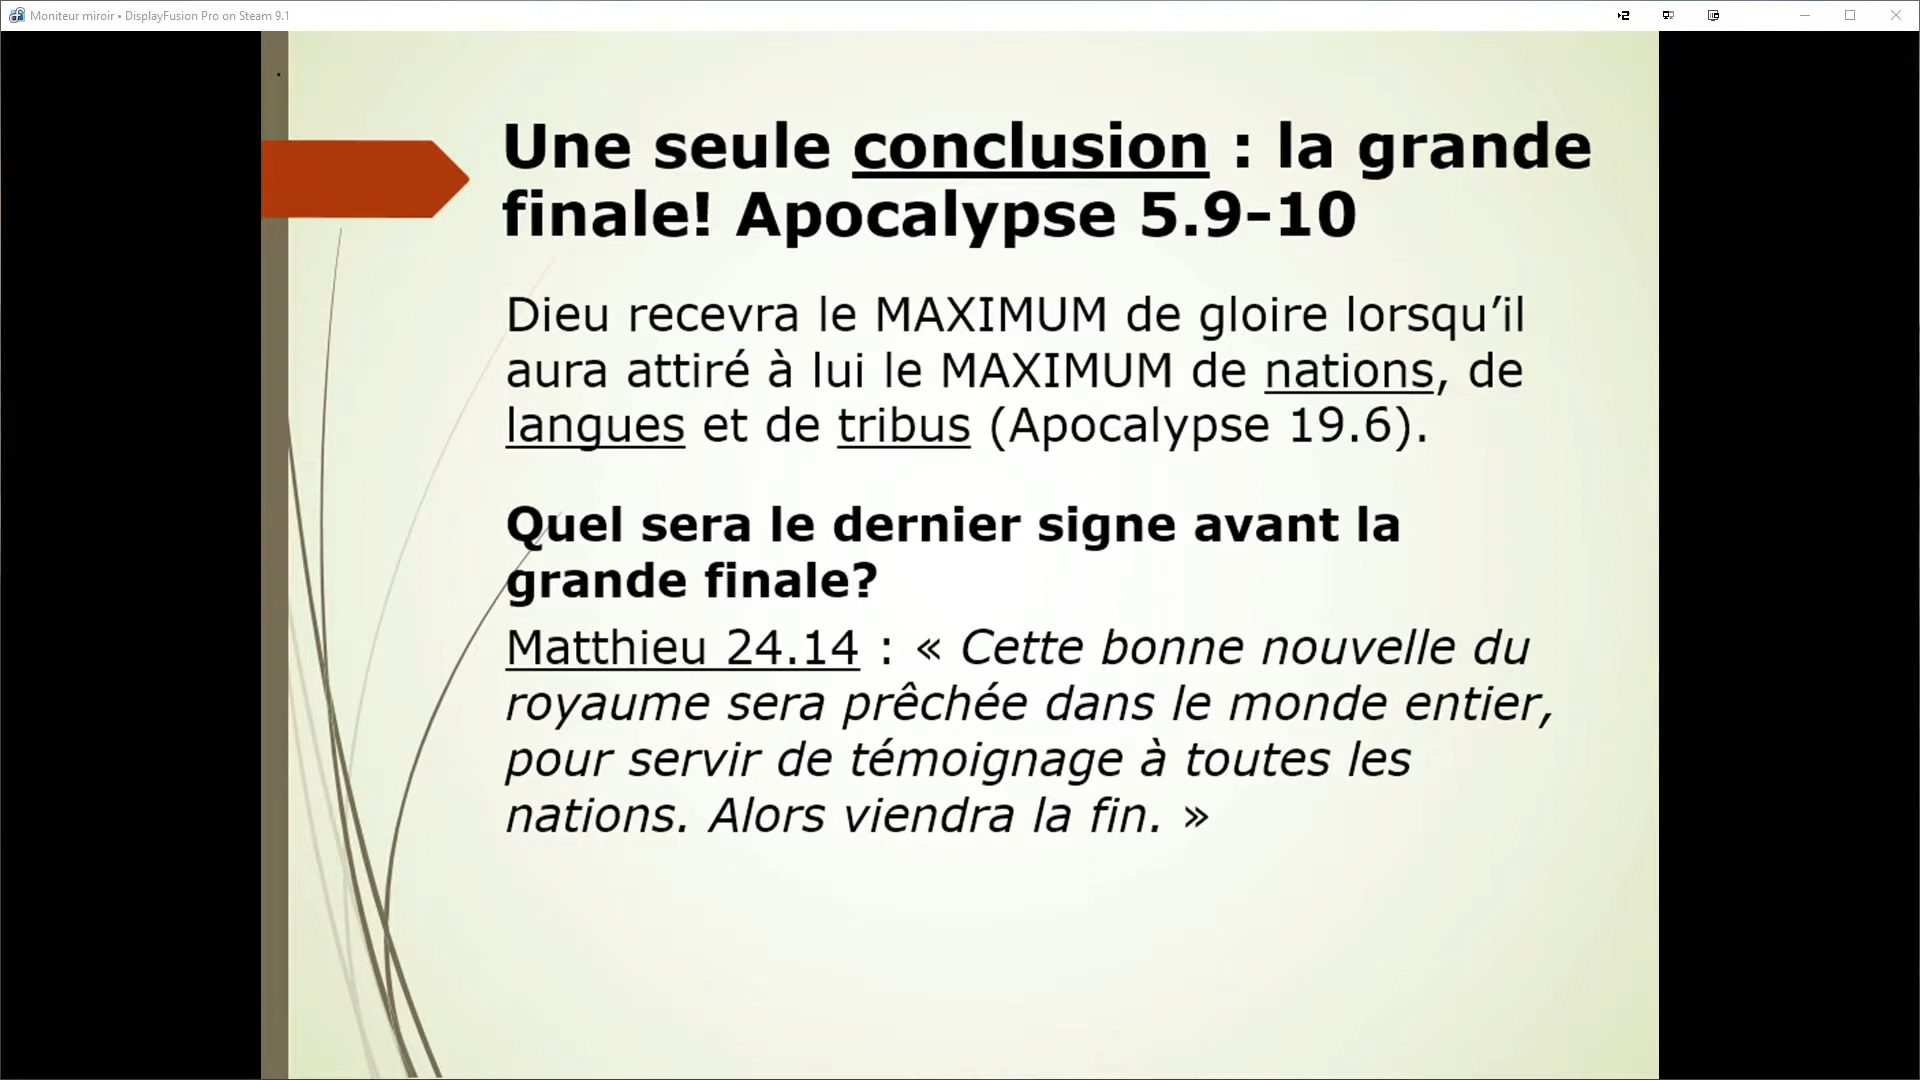 Moniteur miroir • DisplayFusion Pro on Steam 9.1
Une seule conclusion : la grande
finale! Apocalypse 5.9-10
Dieu recevra le MAXIMUM de gloire lorsqu’il
aura attiré à lui le MAXIMUM de nations, de
langues et de tribus (Apocalypse 19.6).
Quel sera le dernier signe avant la
grande finale?
Matthieu 24.14 : « Cette bonne nouvelle du
royaume sera prêchée dans le monde entier,
pour servir de témoignage à toutes les
nations. Alors viendra la fin. »